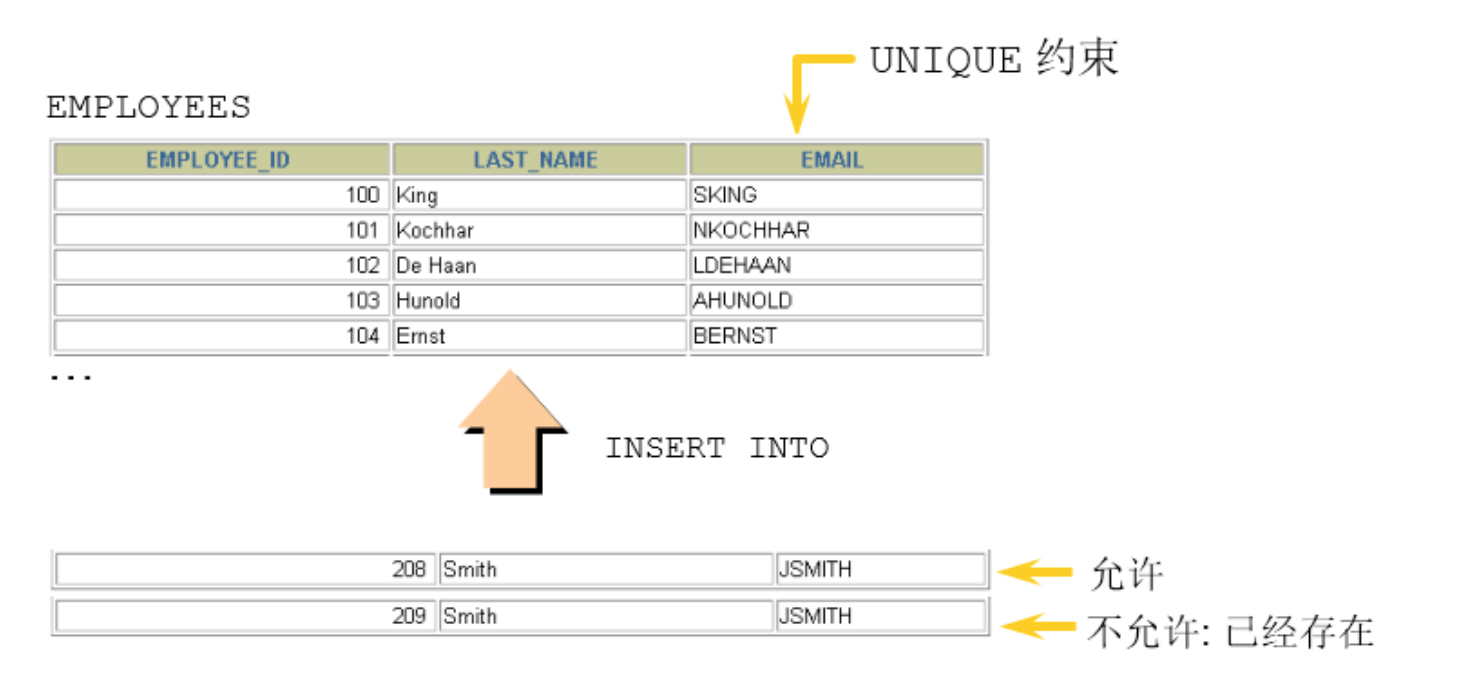 UNIQUE 约束
EMPLOYEES
EMPLOYEE_ID LAST_NAME EMAIL
100 King SKING
101 Kochhar NKOCHHAR
102 De Haan LDEHAAN
103 Hunold AHUNOLD
104 Ernst BERNST
...
INSERT INTO
208 Smith JSMITH 允许
209 Smith JSMITH 不允许: 已经存在